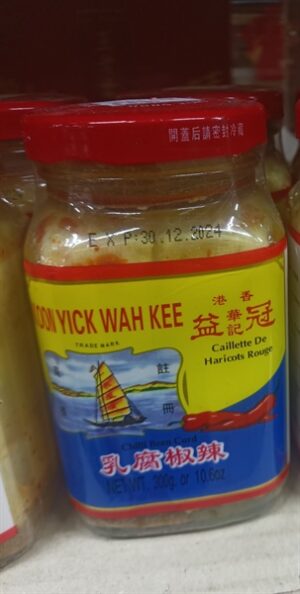 開蓋后請密封冷藏
EXP:30.12.2024
OON YICK WAH KEE
TRADE MARK
港 香
益 華記 冠
Caillette De
Haricots Rouge
註
冊
Chilli Bean Curd
乳腐椒辣
NET WT. 300g. or 10.6oz